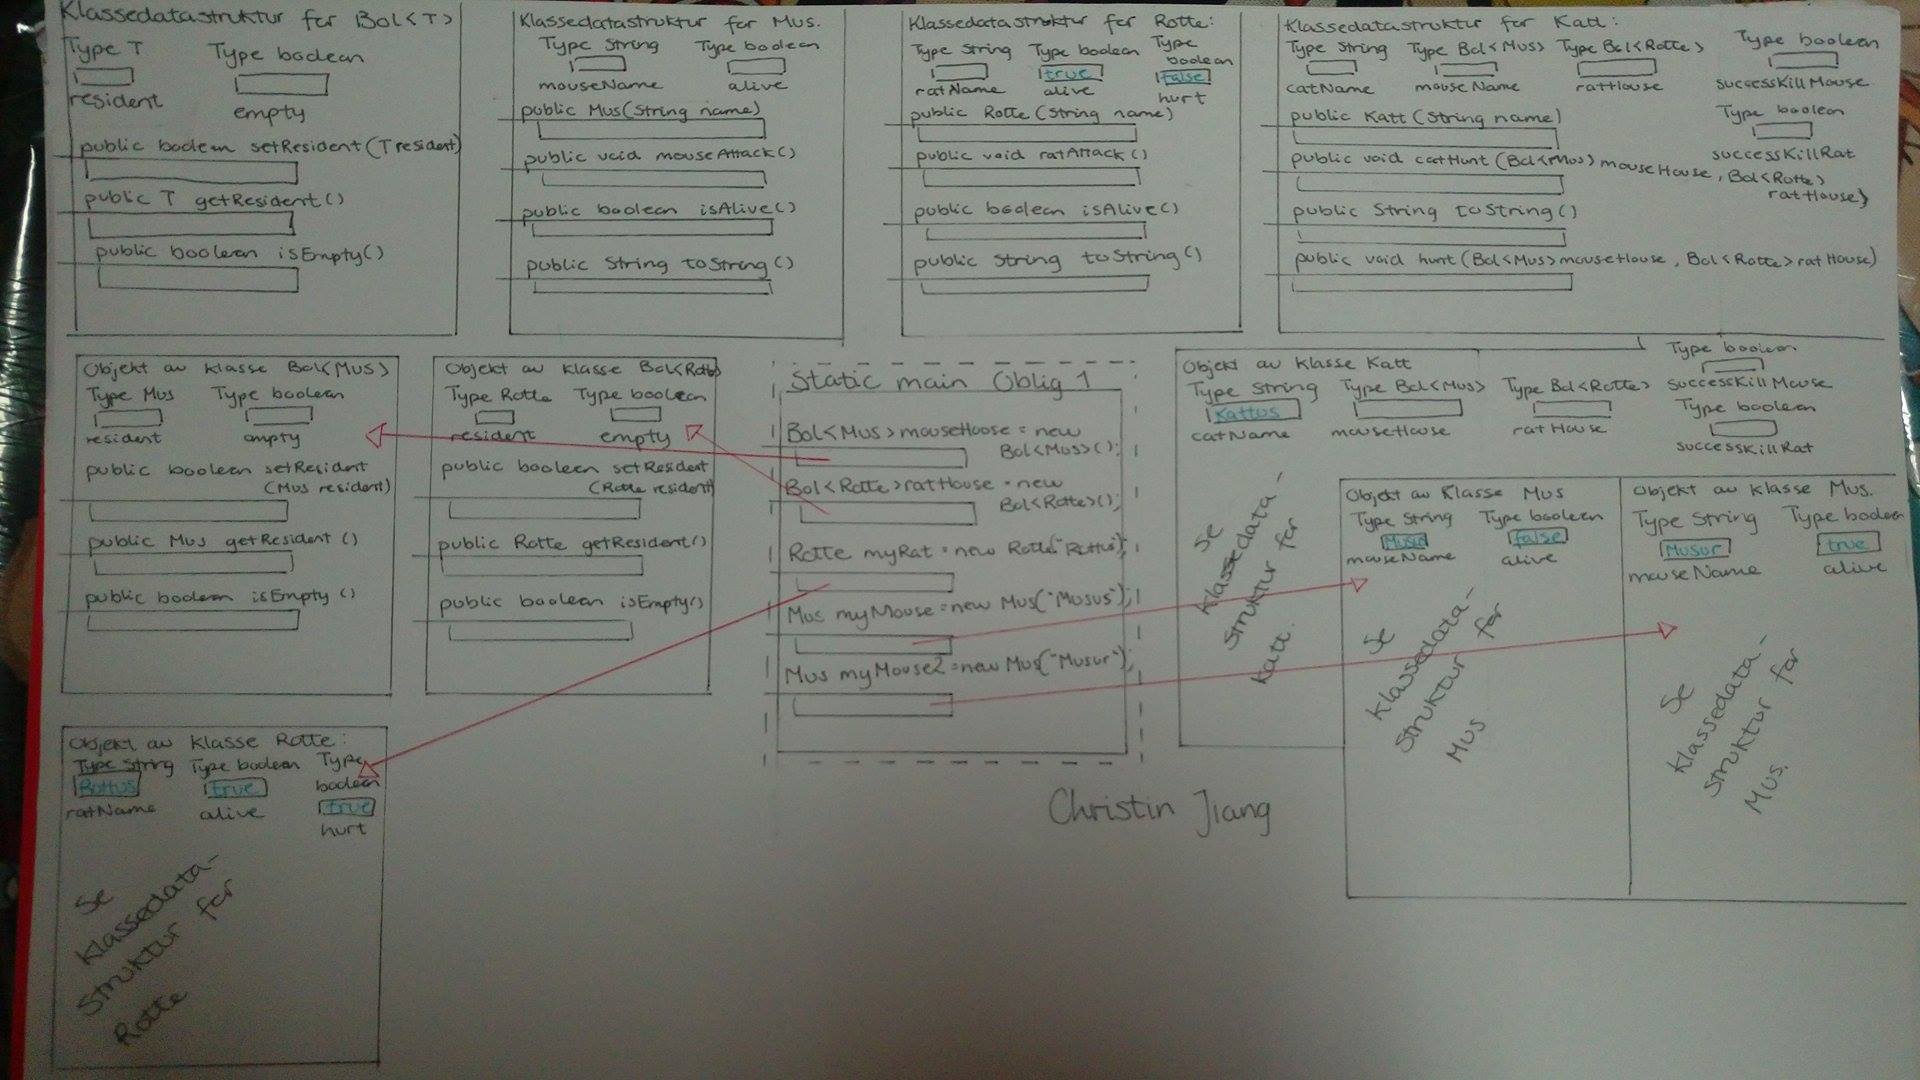 Klassedatastruktur for Bol<T>
Type T Type boolean
resident
empty
public boolean setResident(T resident)
public T getResident()
public boolean isEmpty()
Klassedatastruktur for Mus.
Type String Type boolean
mouseName alive
public Mus(String name)
public void mouseAttack()
public boolean isAlive()
public String toString()
Klassedatastruktur for Rotte:
Type String Type boolean Type boolean
true false
ratName alive hurt
public Rotte (String name)
public void ratAttack()
public boolean isAlive()
public String toString()
Klassedatastruktur for Katt:
Type String Type Bol<Mus> Type Bol<Rotte> Type boolean
catName mouseName ratHouse successKillMouse
Type boolean
successKillRat
public Katt (String name)
public void catHunt (Bol<Mus> mouseHouse, Bol<Rotte>
ratHouse)
public String toString()
public void hunt (Bol<Mus> mouseHouse, Bol<Rotte> ratHouse)
Objekt av klasse Bol<Mus>
Type Mus Type boolean
resident empty
public boolean setResident
(Mus resident)
public Mus getResident ()
public boolean isEmpty ()
Objekt av klasse Bol<Rotte>
Type Rotte Type boolean
resident empty
public boolean setResident
(Rotte resident)
public Rotte getResident()
public boolean isEmpty()
Static main Oblig 1
Bol<Mus> mouseHouse = new
Bol<Mus>();
Bol<Rotte> ratHouse = new
Bol<Rotte>();
Rotte myRat = new Rotte("Rottus");
Mus myMouse = new Mus("Musus");
Mus myMouse2 = new Mus("Musur");
Objekt av klasse Katt
Type String Type Bol<Mus> Type Bol<Rotte>
Kattus
catName mouseHouse ratHouse
Type boolean
successKillMouse
Type boolean
successKillRat
Se
klassedata-
struktur for
katt.
Objekt av Klasse Mus
Type String Type boolean
false
mouseName alive
Se
klassedata-
struktur for
Mus
Objekt av klasse Mus.
Type String Type boolean
Musur true
mouseName alive
Se
klassedata-
struktur for
Mus.
Objekt av klasse Rotte:
Type String Type boolean Type boolean
Rottus true true
ratName alive hurt
Se
klassedata-
struktur for
Rotte
Christin Jiang